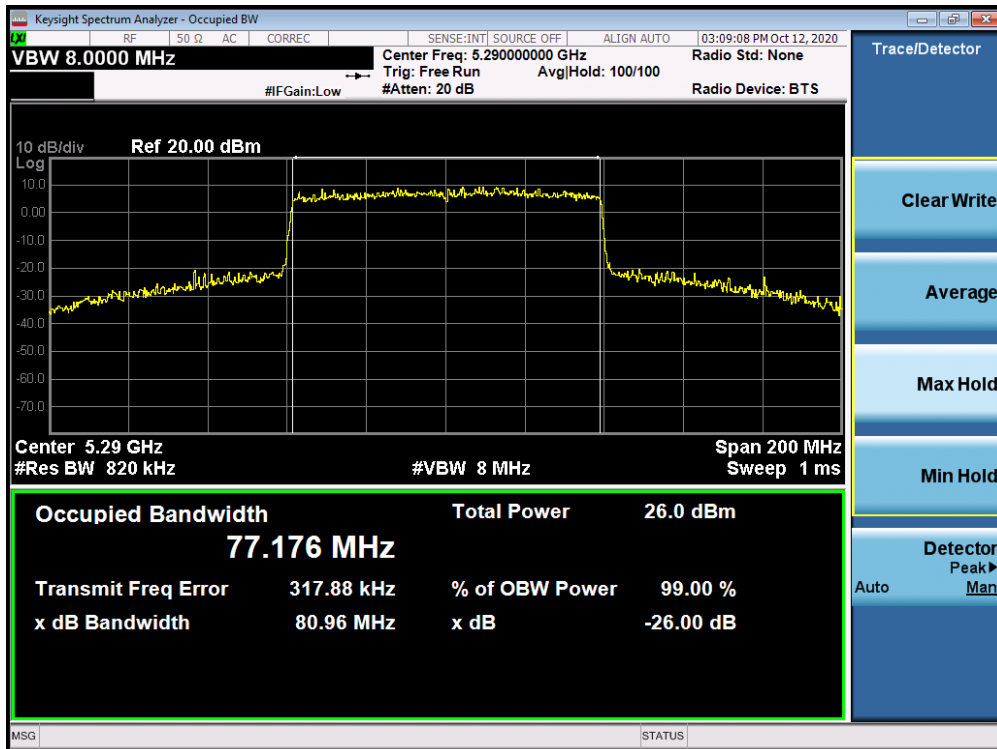 Keysight Spectrum Analyzer - Occupied BW
LXI RF 50 Ω AC CORREC SENSE:INT SOURCE OFF ALIGN AUTO 03:09:08 PM Oct 12, 2020
VBW 8.0000 MHz
Center Freq: 5.290000000 GHz Radio Std: None
Trig: Free Run Avg|Hold: 100/100
#IFGain:Low #Atten: 20 dB Radio Device: BTS
10 dB/div Ref 20.00 dBm
Log
10.0
0.00
-10.0
-20.0
-30.0
-40.0
-50.0
-60.0
-70.0
Center 5.29 GHz Span 200 MHz
#Res BW 820 kHz #VBW 8 MHz Sweep 1 ms
Occupied Bandwidth Total Power 26.0 dBm
77.176 MHz
Transmit Freq Error 317.88 kHz % of OBW Power 99.00 %
x dB Bandwidth 80.96 MHz x dB -26.00 dB
MSG STATUS
Trace/Detector
Clear Write
Average
Max Hold
Min Hold
Detector
Peak▶
Auto Man